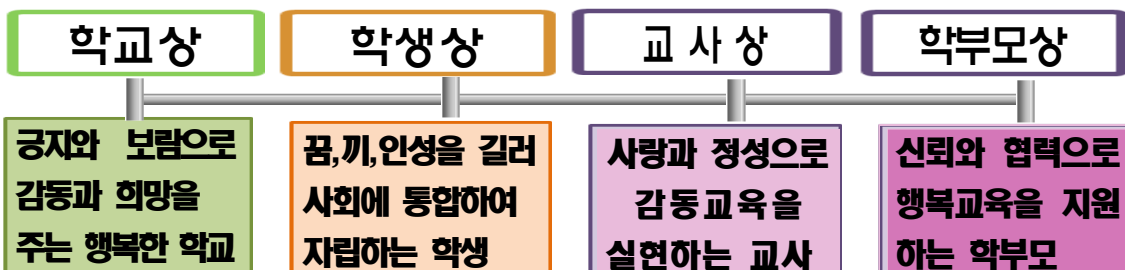 학교상
긍지와 보람으로
감동과 희망을
주는 행복한 학교
학생상
꿈,끼,인성을 길러
사회에 통합하여
자립하는 학생
교 사 상
사랑과 정성으로
감동교육을
실현하는 교사
학부모상
신뢰와 협력으로
행복교육을 지원
하는 학부모